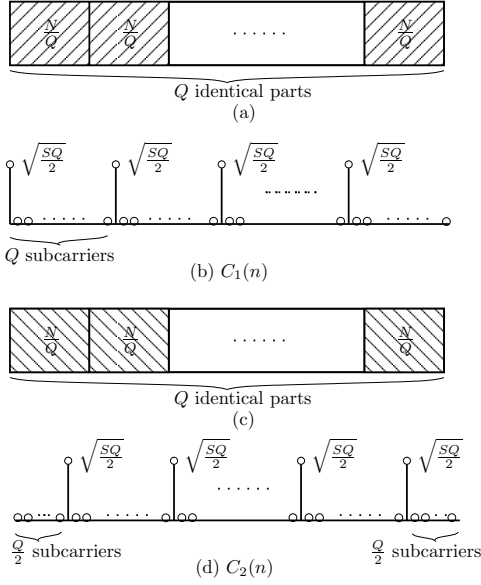 N/Q N/Q ...... N/Q
Q identical parts
(a)
√(SQ/2) √(SQ/2) √(SQ/2) √(SQ/2)
Q subcarriers
(b) C₁(n)
N/Q N/Q ...... N/Q
Q identical parts
(c)
√(SQ/2) √(SQ/2) √(SQ/2) √(SQ/2)
Q/2 subcarriers Q/2 subcarriers
(d) C₂(n)